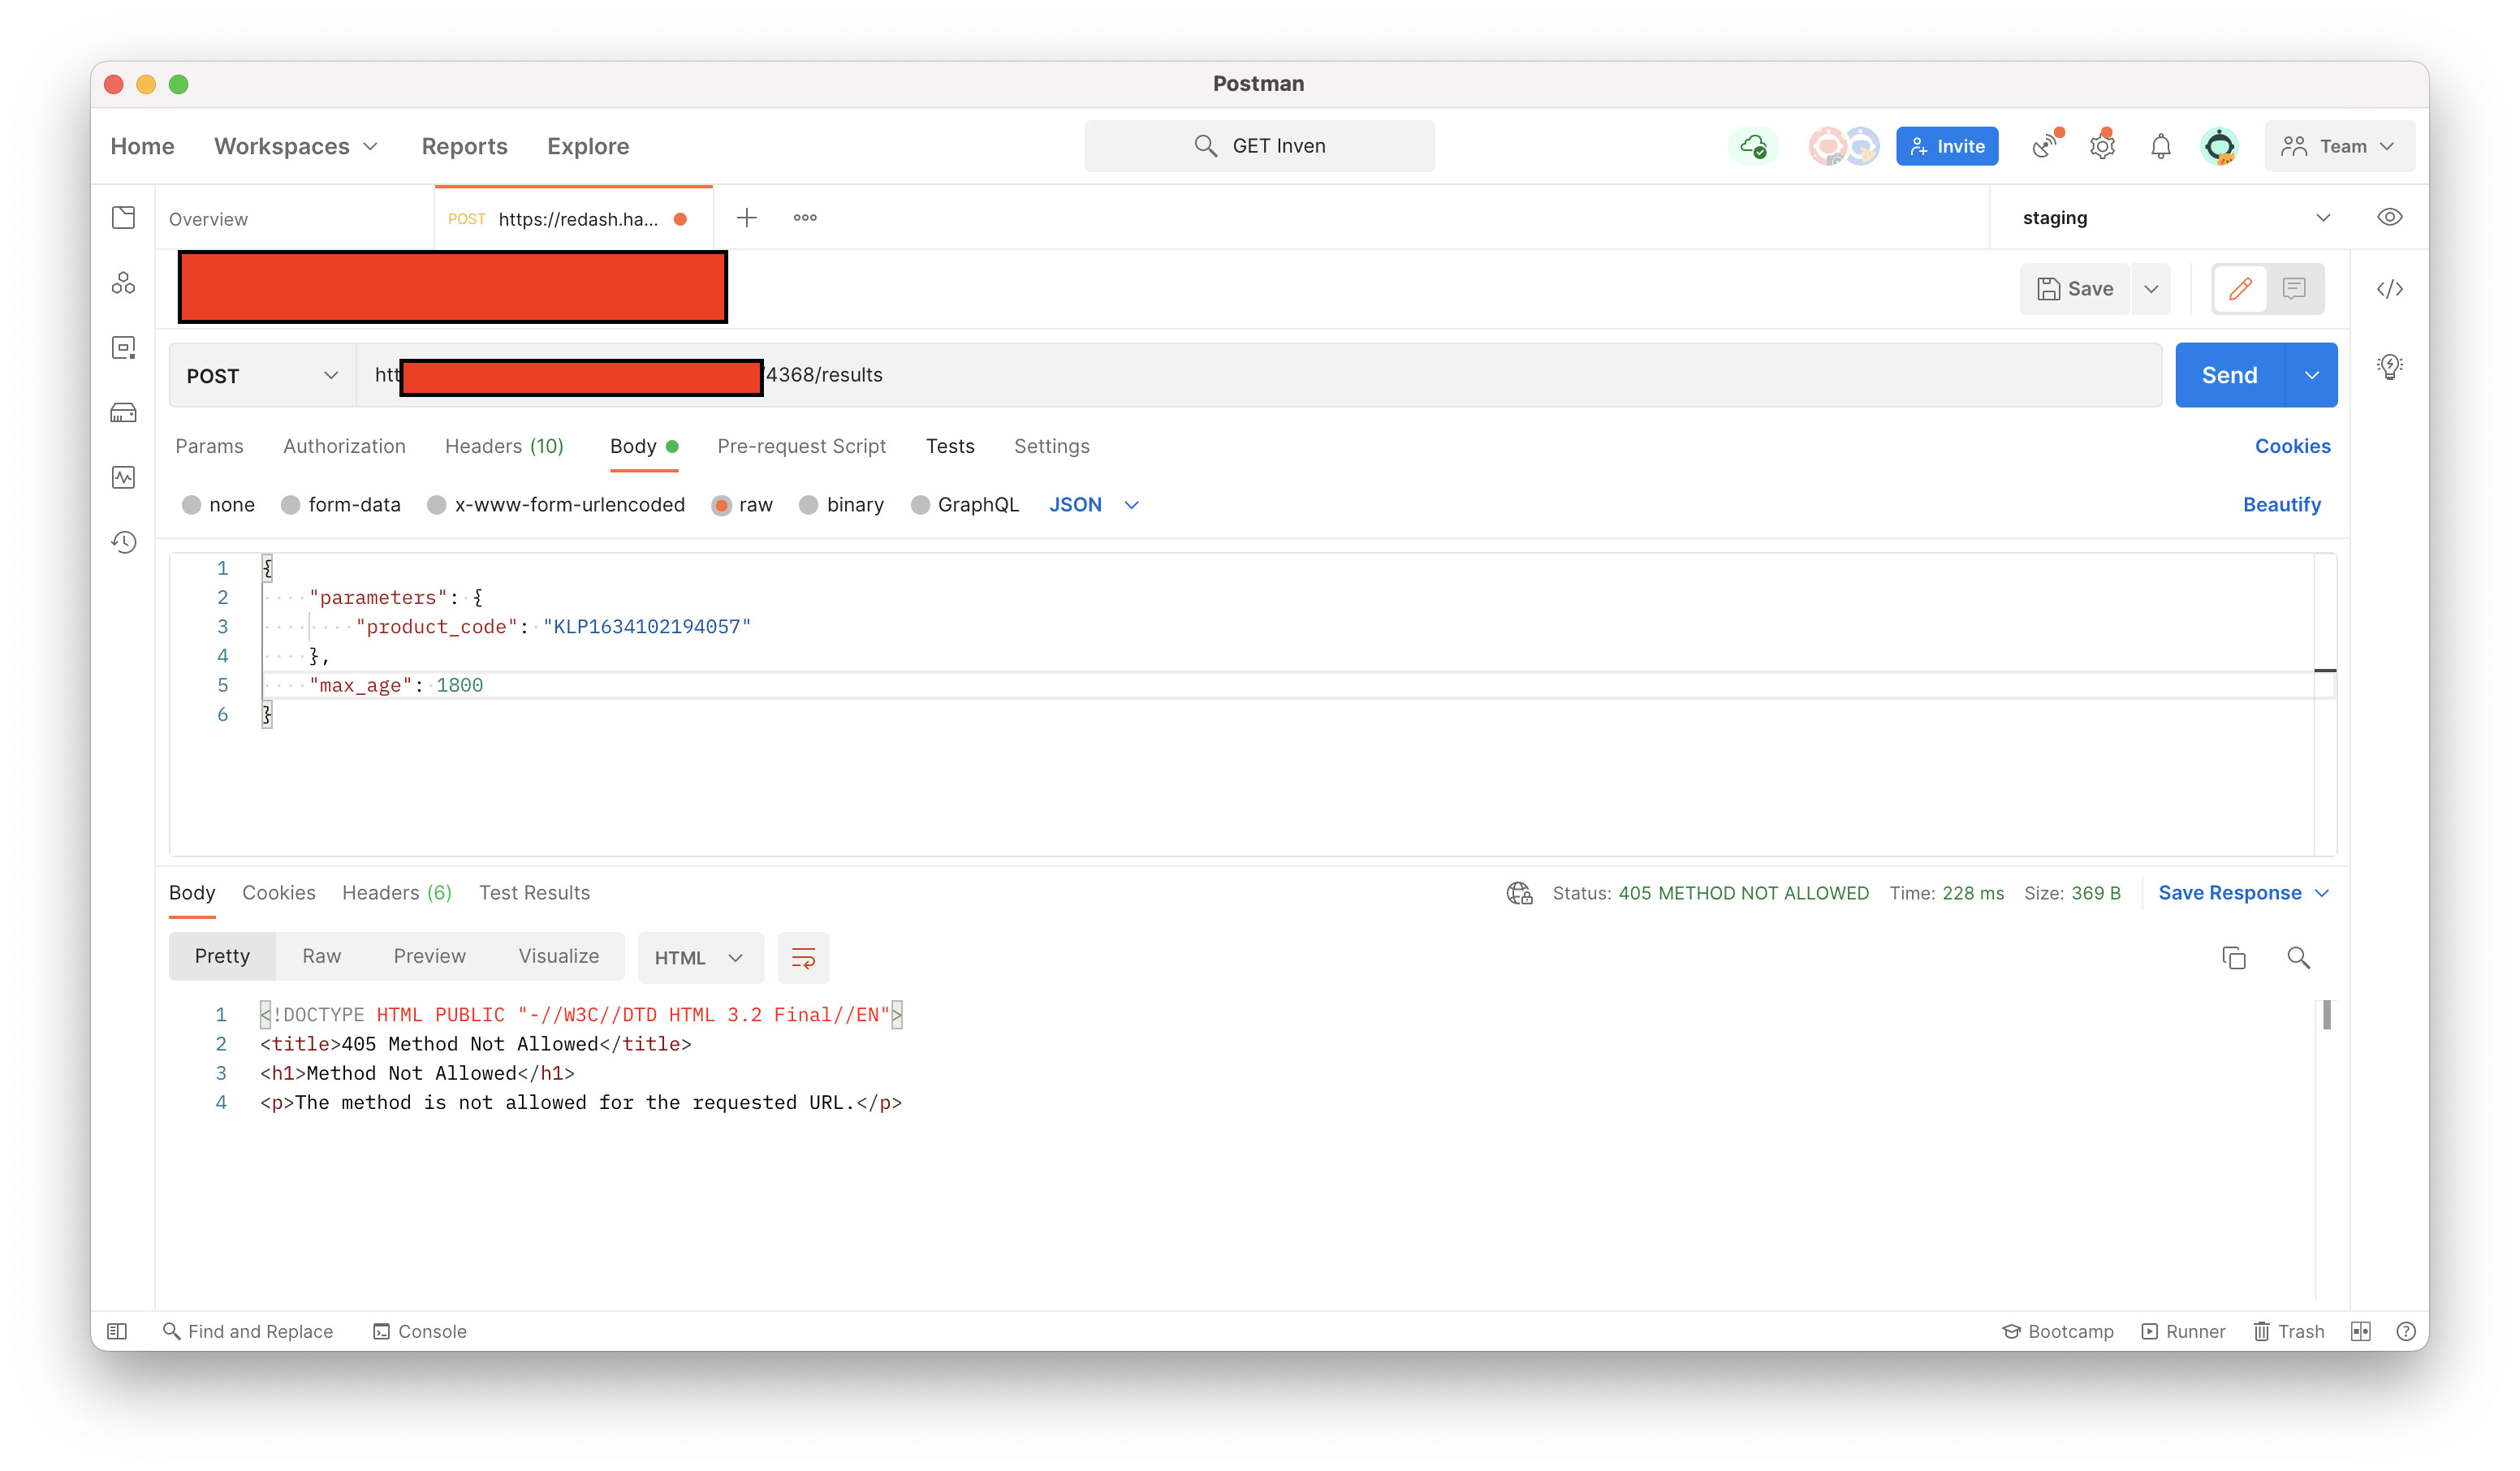 Postman
Home Workspaces Reports Explore GET Inven Invite Team
Overview POST https://redash.ha... staging
Save
POST htt /4368/results Send
Params Authorization Headers (10) Body Pre-request Script Tests Settings Cookies
none form-data x-www-form-urlencoded raw binary GraphQL JSON Beautify
1 {
2 "parameters": {
3 "product_code": "KLP1634102194057"
4 },
5 "max_age": 1800
6 }
Body Cookies Headers (6) Test Results Status: 405 METHOD NOT ALLOWED Time: 228 ms Size: 369 B Save Response
Pretty Raw Preview Visualize HTML
1 <!DOCTYPE HTML PUBLIC "-//W3C//DTD HTML 3.2 Final//EN">
2 <title>405 Method Not Allowed</title>
3 <h1>Method Not Allowed</h1>
4 <p>The method is not allowed for the requested URL.</p>
Find and Replace Console Bootcamp Runner Trash